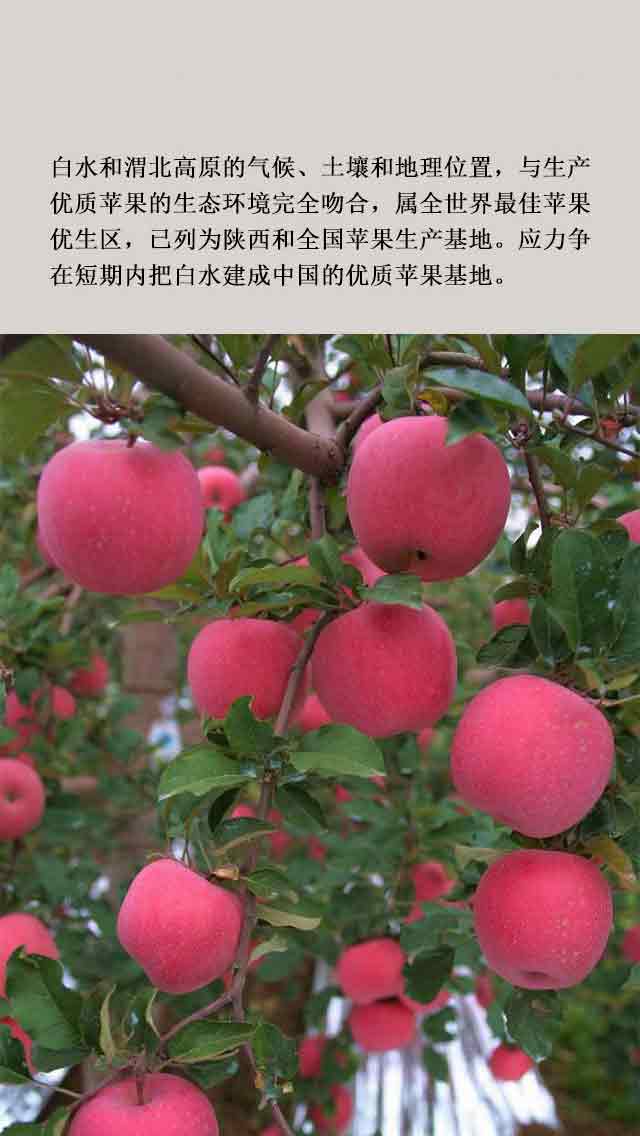 白水和渭北高原的气候、土壤和地理位置，与生产
优质苹果的生态环境完全吻合，属全世界最佳苹果
优生区，已列为陕西和全国苹果生产基地。应力争
在短期内把白水建成中国的优质苹果基地。